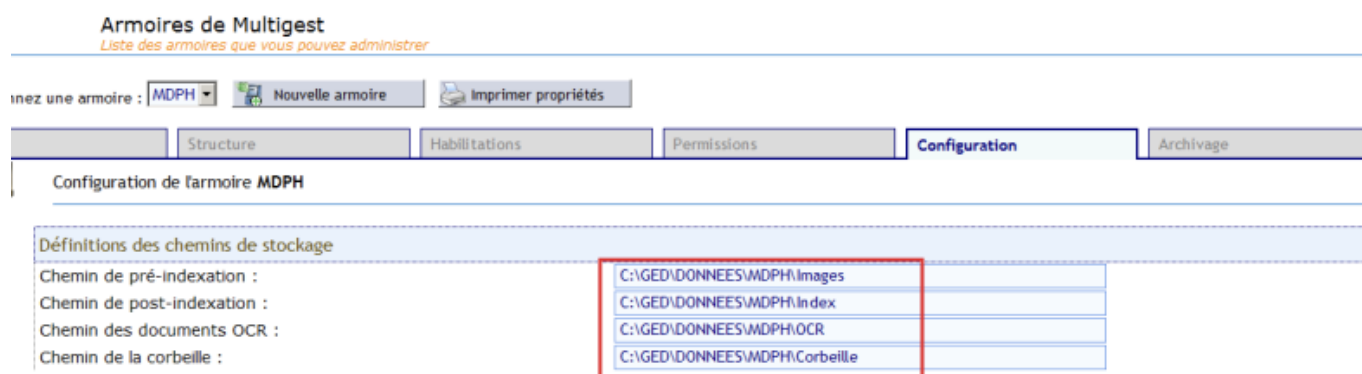 Armoires de Multigest
Liste des armoires que vous pouvez administrer
nnez une armoire : MDPH Nouvelle armoire Imprimer propriétés
Structure Habilitations Permissions Configuration Archivage
Configuration de l'armoire MDPH
Définitions des chemins de stockage
Chemin de pré-indexation : C:\GED\DONNEES\MDPH\Images
Chemin de post-indexation : C:\GED\DONNEES\MDPH\Index
Chemin des documents OCR : C:\GED\DONNEES\MDPH\OCR
Chemin de la corbeille : C:\GED\DONNEES\MDPH\Corbeille